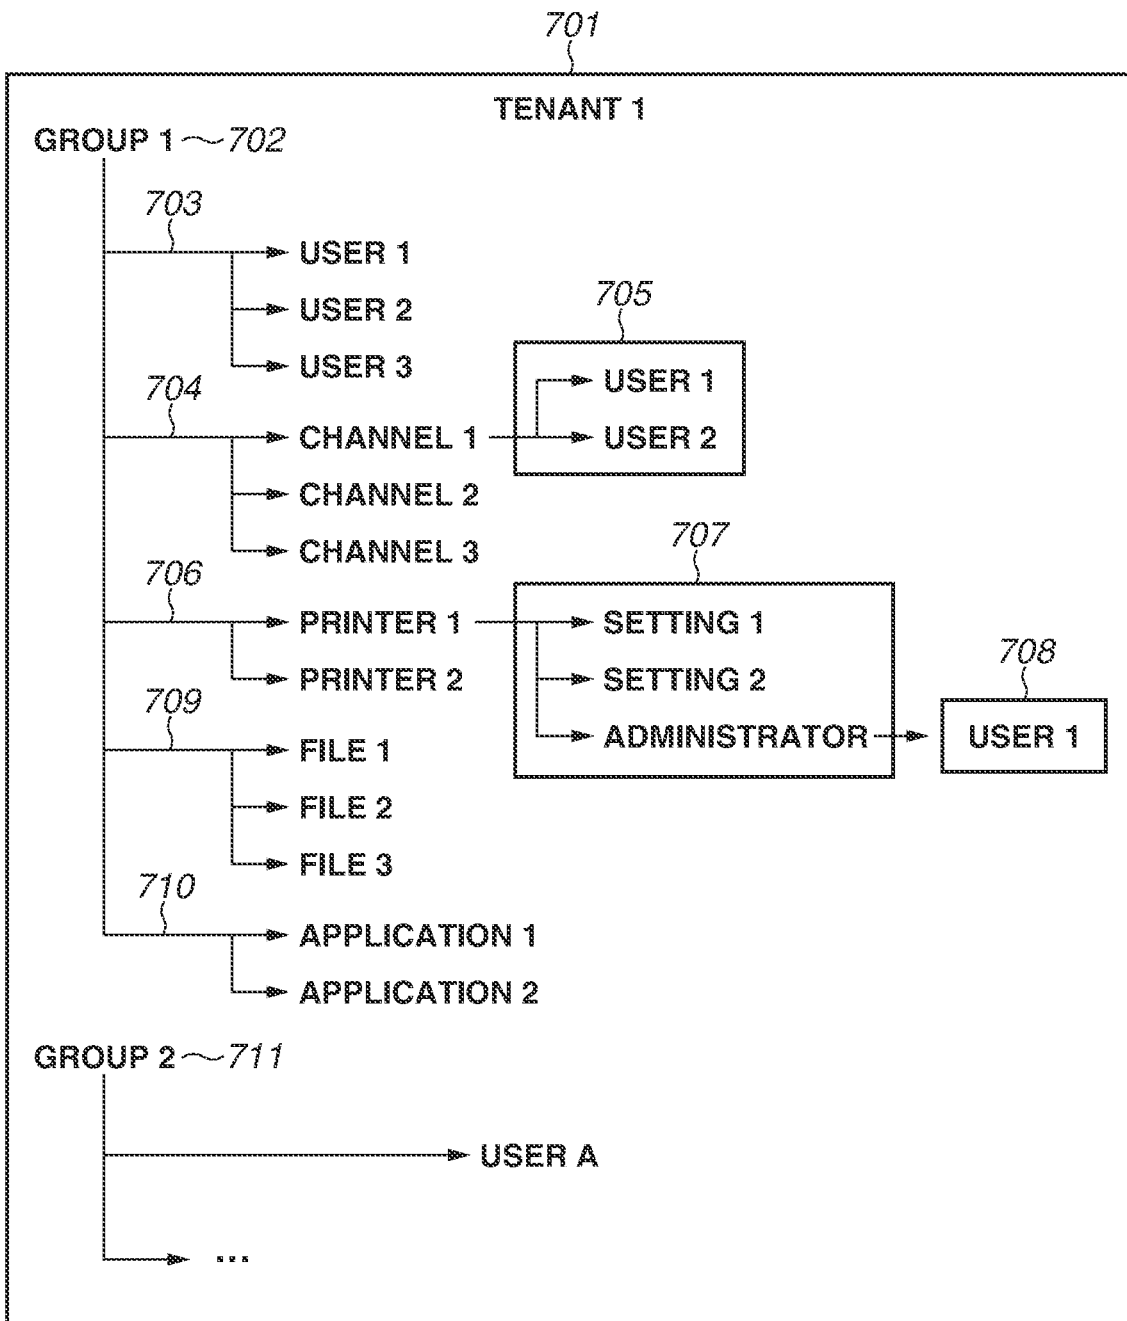 701
TENANT 1
GROUP 1 702
703
USER 1
USER 2
USER 3
705
USER 1
USER 2
704
CHANNEL 1
CHANNEL 2
CHANNEL 3
707
706
PRINTER 1
SETTING 1
PRINTER 2
SETTING 2
ADMINISTRATOR
708
USER 1
709
FILE 1
FILE 2
FILE 3
710
APPLICATION 1
APPLICATION 2
GROUP 2 711
USER A
...